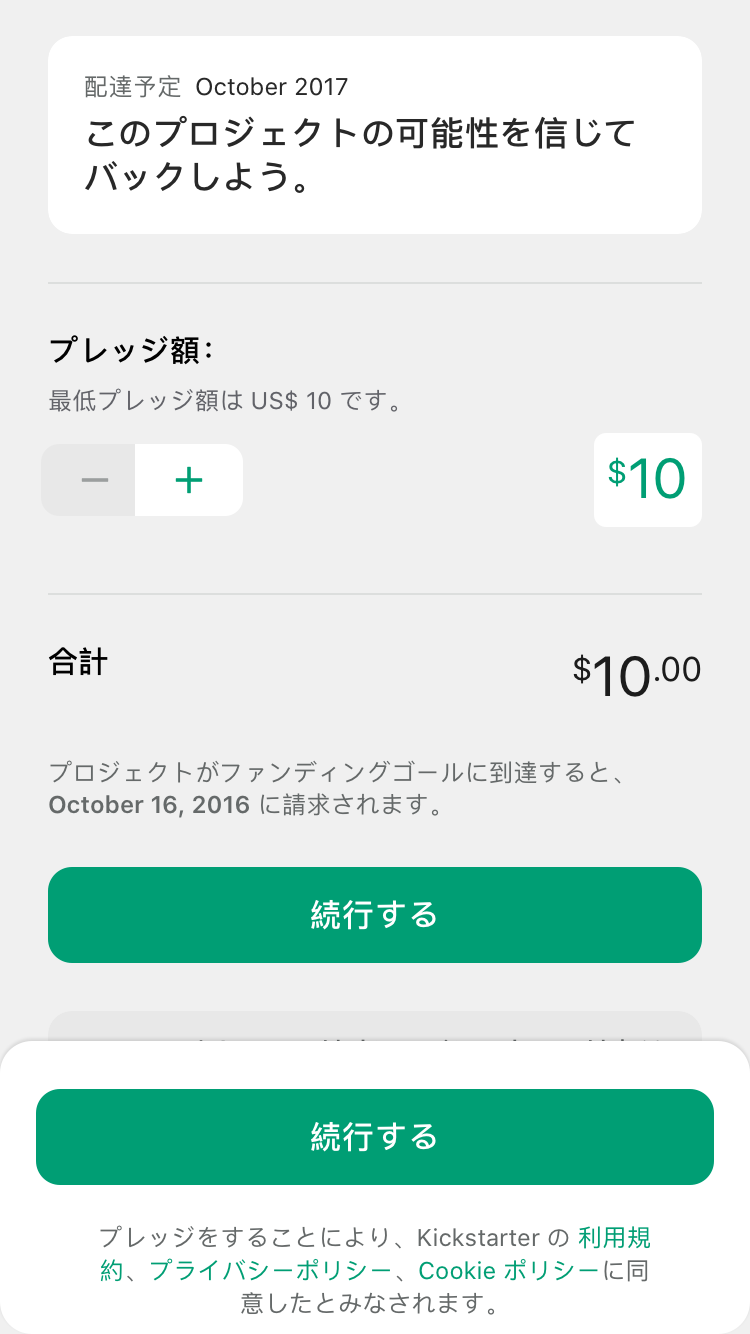 配達予定 October 2017
このプロジェクトの可能性を信じて
バックしよう。
プレッジ額：
最低プレッジ額は US$ 10 です。
− +
$10
合計
$10.00
プロジェクトがファンディングゴールに到達すると、
October 16, 2016 に請求されます。
続行する
続行する
プレッジをすることにより、Kickstarter の 利用規
約、プライバシーポリシー、Cookie ポリシーに同
意したとみなされます。